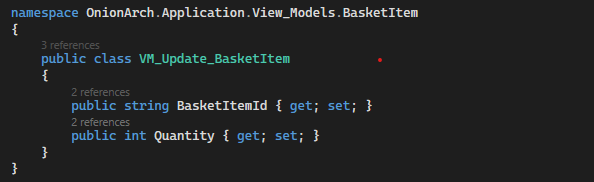 namespace OnionArch.Application.View_Models.BasketItem
{
3 references
public class VM_Update_BasketItem
{
2 references
public string BasketItemId { get; set; }
2 references
public int Quantity { get; set; }
}
}